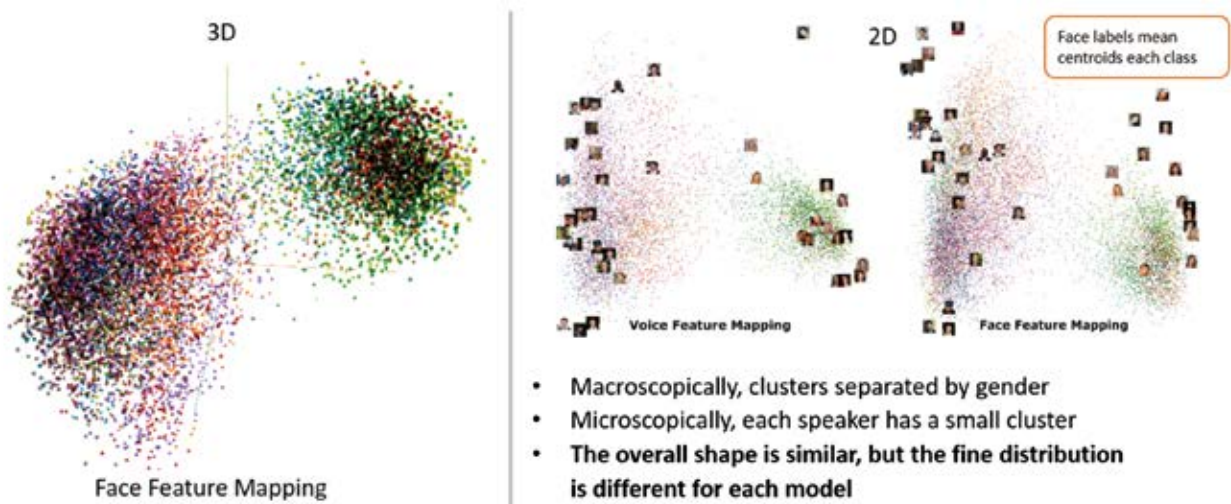 3D
Face Feature Mapping
2D
Face labels mean
centroids each class
Voice Feature Mapping
Face Feature Mapping
• Macroscopically, clusters separated by gender
• Microscopically, each speaker has a small cluster
• The overall shape is similar, but the fine distribution
is different for each model